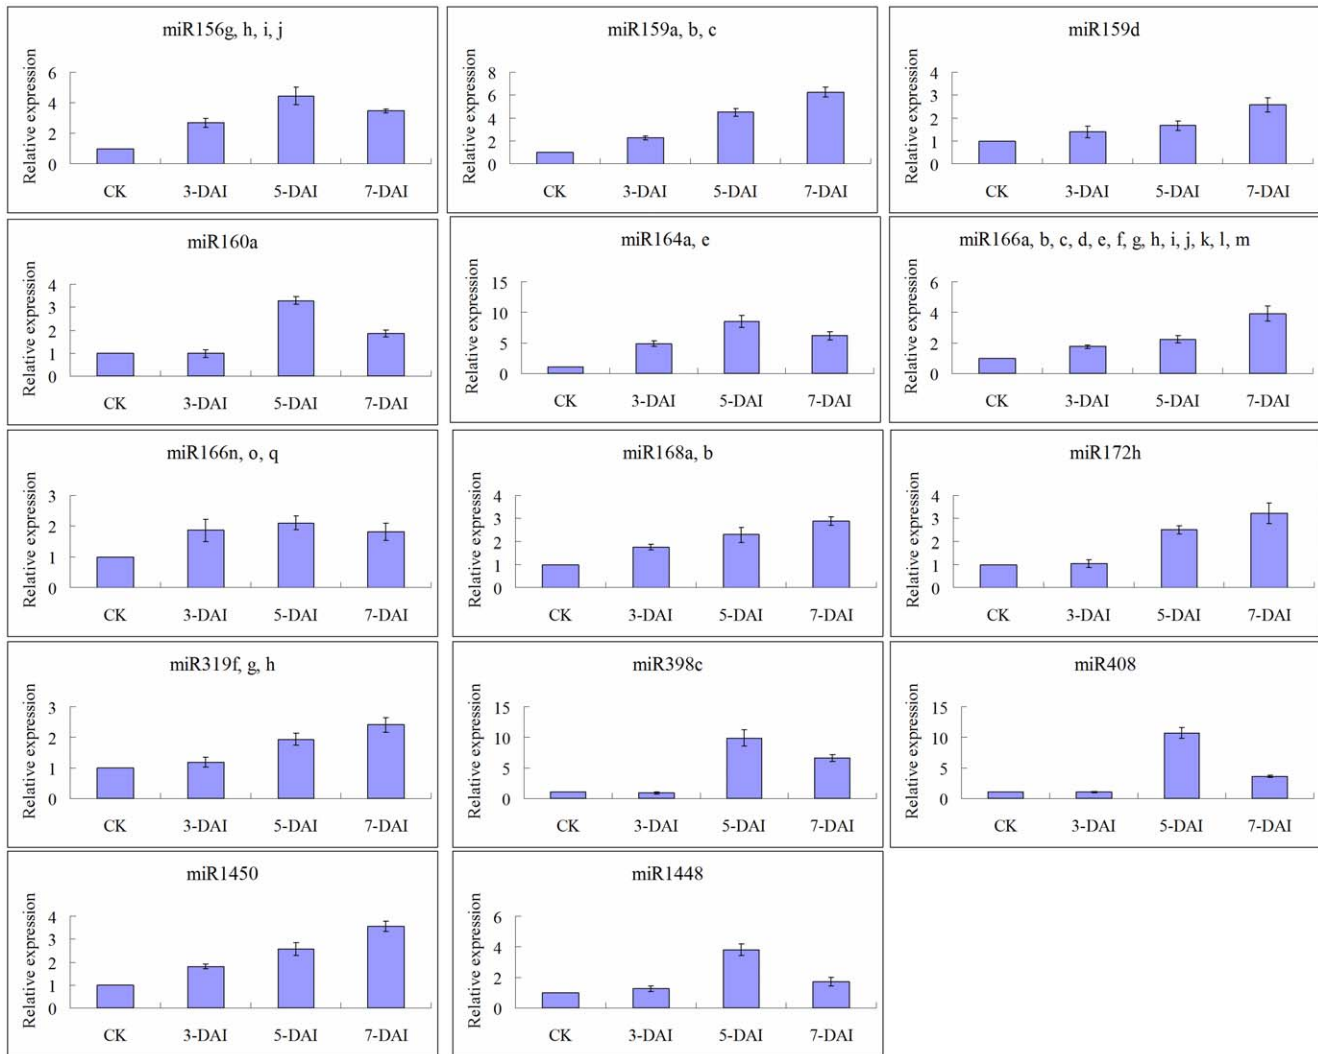 miR156g, h, i, j
Relative expression
6
4
2
0
CK 3-DAI 5-DAI 7-DAI
miR159a, b, c
Relative expression
8
6
4
2
0
CK 3-DAI 5-DAI 7-DAI
miR159d
Relative expression
4
3
2
1
0
CK 3-DAI 5-DAI 7-DAI
miR160a
Relative expression
4
3
2
1
0
CK 3-DAI 5-DAI 7-DAI
miR164a, e
Relative expression
15
10
5
0
CK 3-DAI 5-DAI 7-DAI
miR166a, b, c, d, e, f, g, h, i, j, k, l, m
Relative expression
6
4
2
0
CK 3-DAI 5-DAI 7-DAI
miR166n, o, q
Relative expression
3
2
1
0
CK 3-DAI 5-DAI 7-DAI
miR168a, b
Relative expression
4
3
2
1
0
CK 3-DAI 5-DAI 7-DAI
miR172h
Relative expression
4
3
2
1
0
CK 3-DAI 5-DAI 7-DAI
miR319f, g, h
Relative expression
3
2
1
0
CK 3-DAI 5-DAI 7-DAI
miR398c
Relative expression
15
10
5
0
CK 3-DAI 5-DAI 7-DAI
miR408
Relative expression
15
10
5
0
CK 3-DAI 5-DAI 7-DAI
miR1450
Relative expression
4
3
2
1
0
CK 3-DAI 5-DAI 7-DAI
miR1448
Relative expression
6
4
2
0
CK 3-DAI 5-DAI 7-DAI